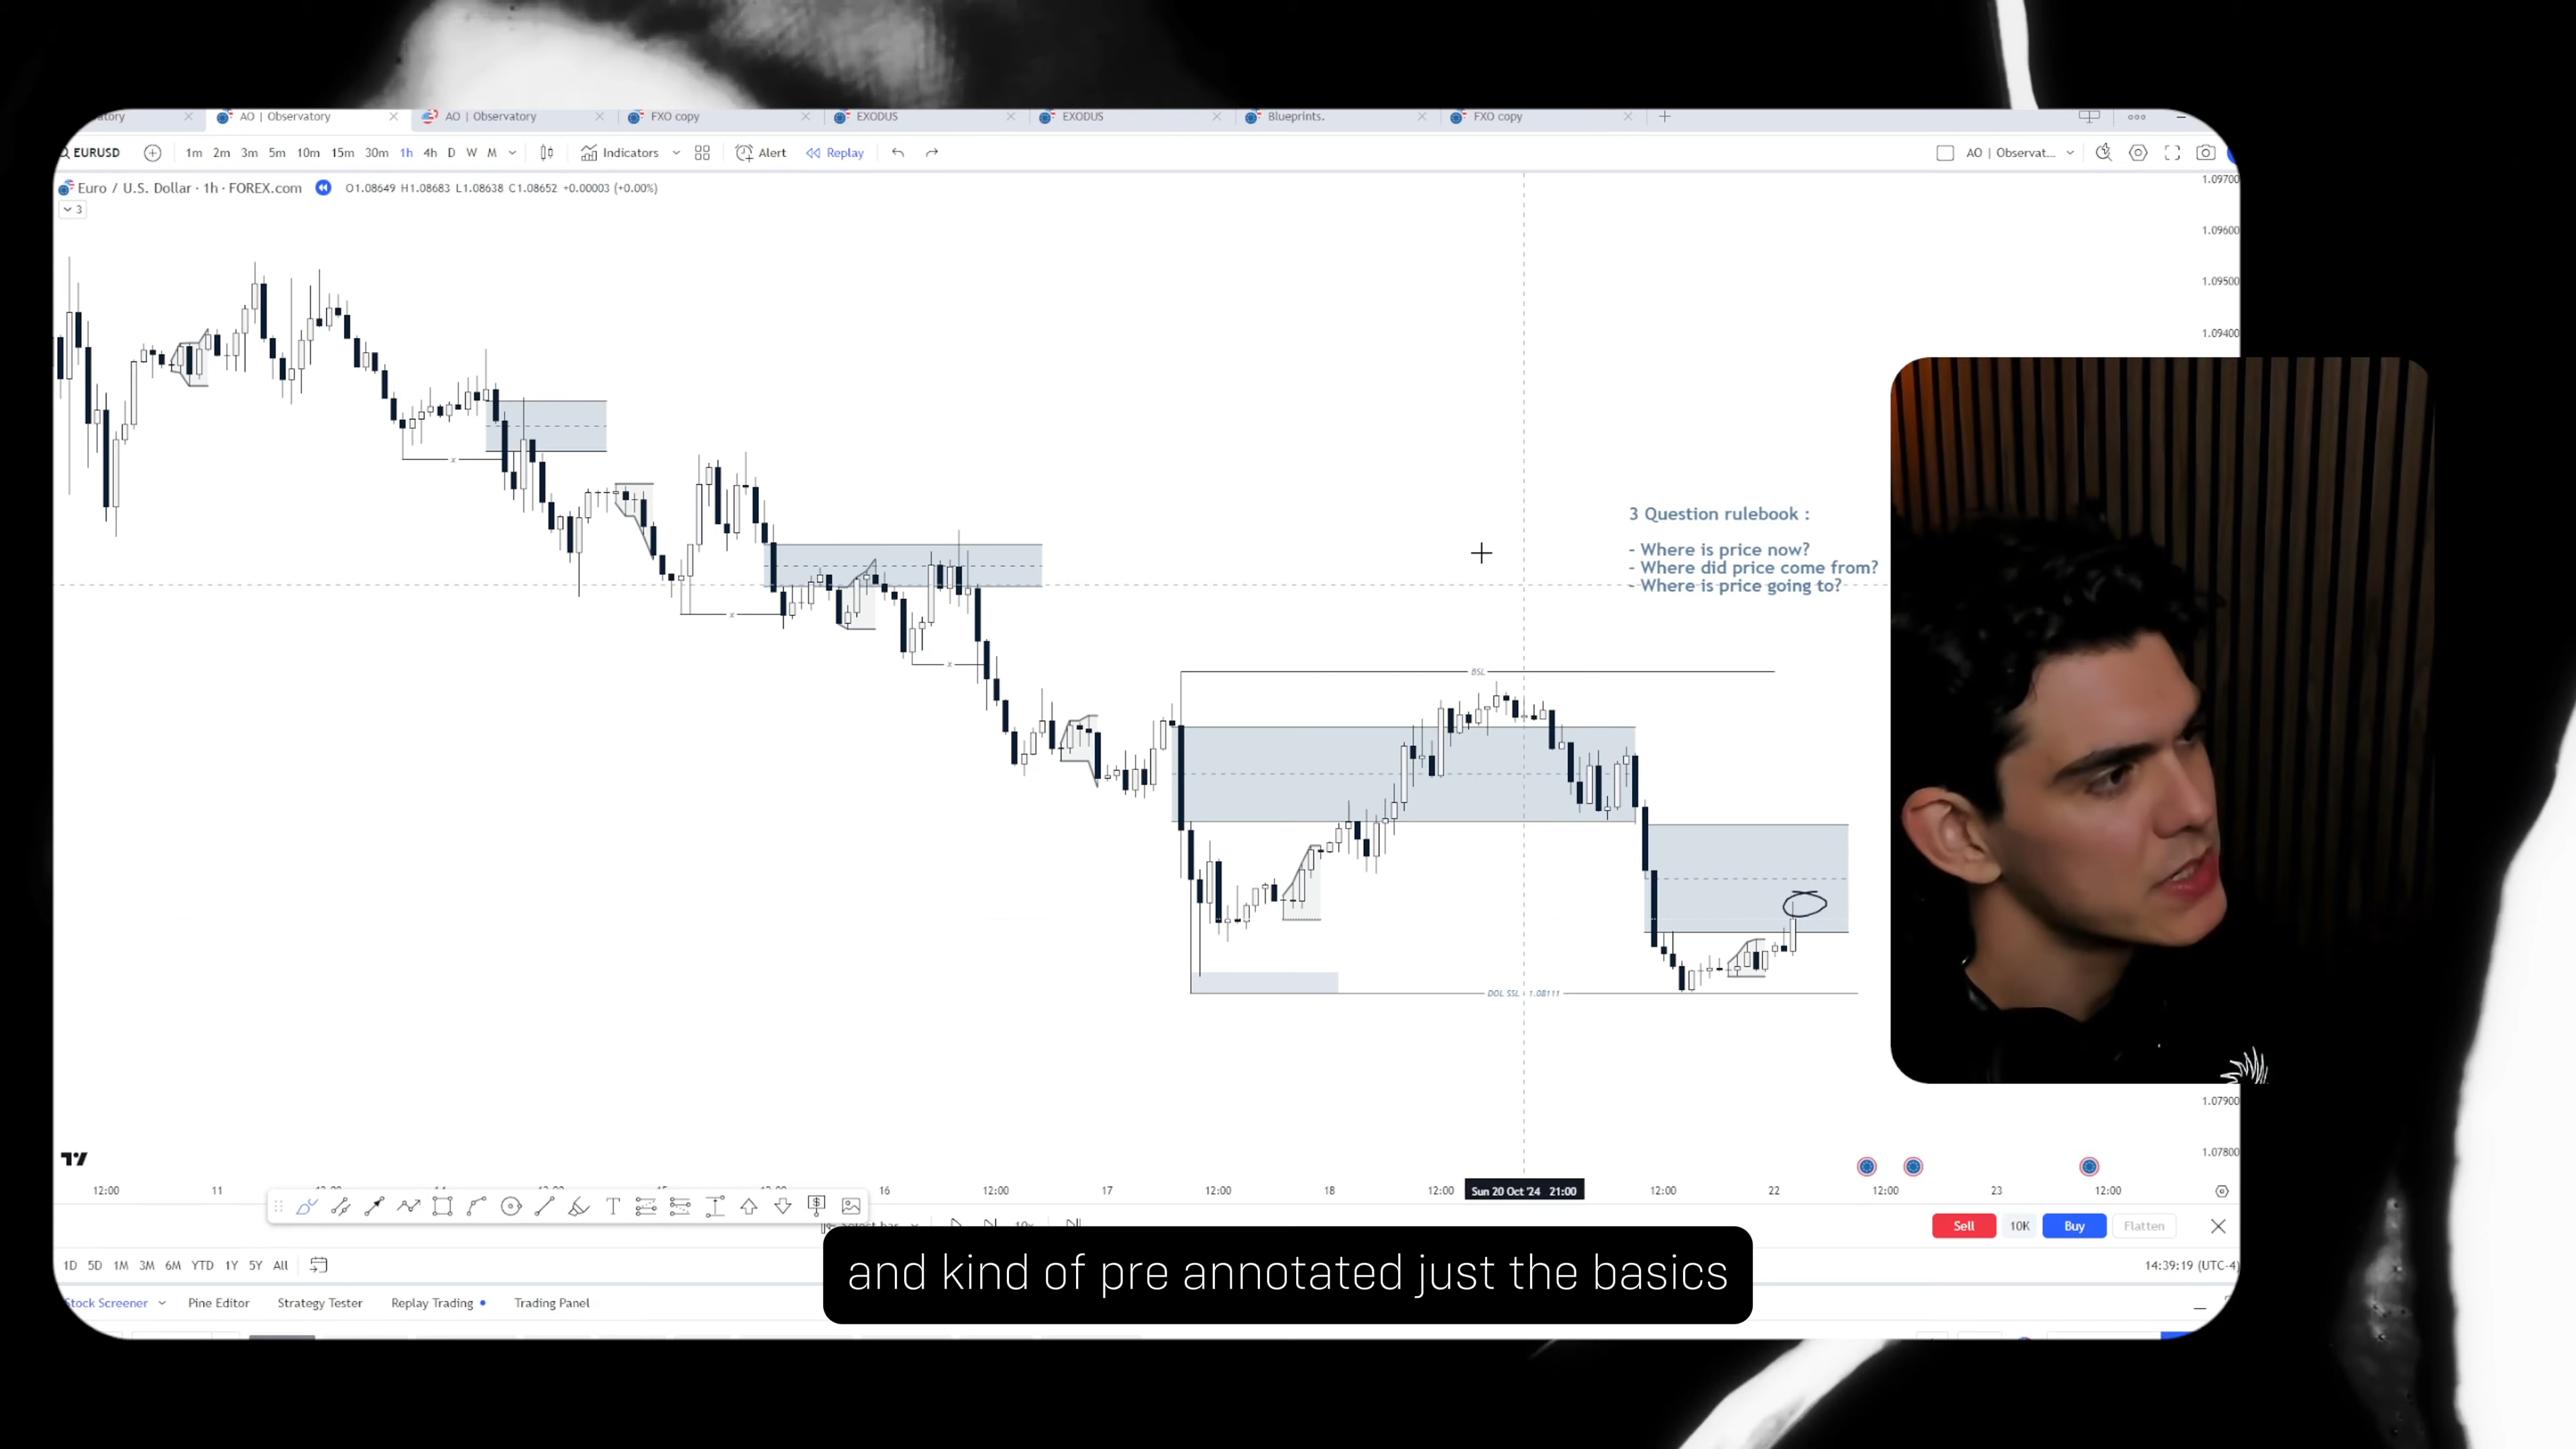 atory
AO | Observatory
AO | Observatory
FXO copy
EXODUS
EXODUS
Blueprints.
FXO copy
EURUSD
1m 2m 3m 5m 10m 15m 30m 1h 4h D W M
Indicators
Alert
Replay
AO | Observat...
Euro / U.S. Dollar · 1h · FOREX.com
O1.08649 H1.08683 L1.08638 C1.08652 +0.00003 (+0.00%)
3
1.09700
1.09600
1.09500
1.09400
3 Question rulebook :
- Where is price now?
- Where did price come from?
- Where is price going to?
x
x
x
BSL
DOL SSL · 1.08111
1.07900
1.07800
12:00 11 16 12:00 17 12:00 18 12:00 Sun 20 Oct '24 21:00 12:00 22 12:00 23 12:00
Sell 10K Buy Flatten
1D 5D 1M 3M 6M YTD 1Y 5Y All
14:39:19 (UTC-4)
and kind of pre annotated just the basics
Stock Screener Pine Editor Strategy Tester Replay Trading Trading Panel